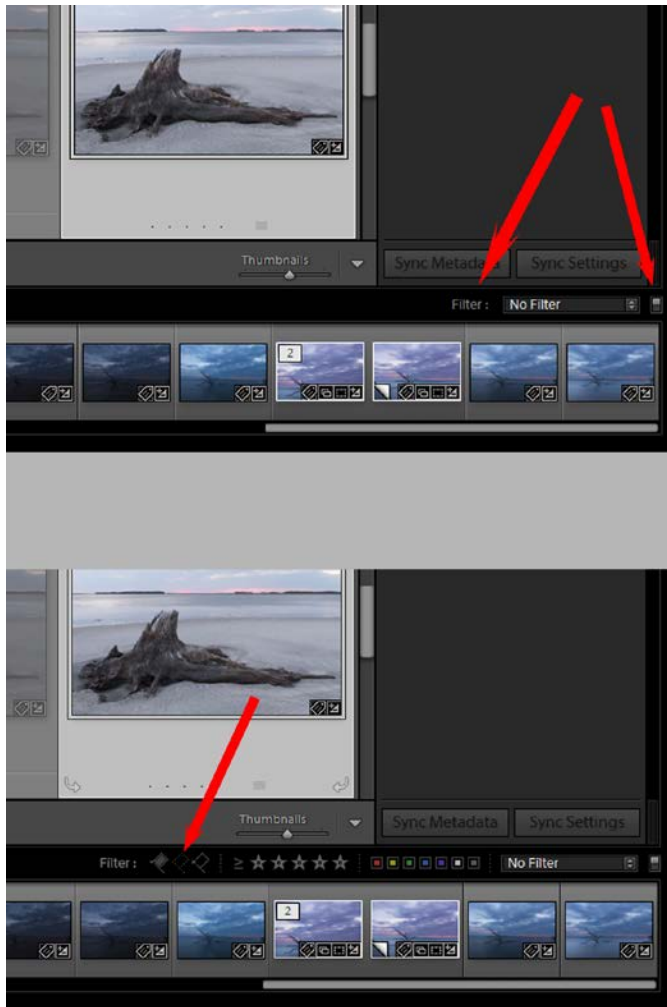 Thumbnails
Sync Metadata Sync Settings
Filter : No Filter
2
Thumbnails
Sync Metadata Sync Settings
Filter : ≥ No Filter
2